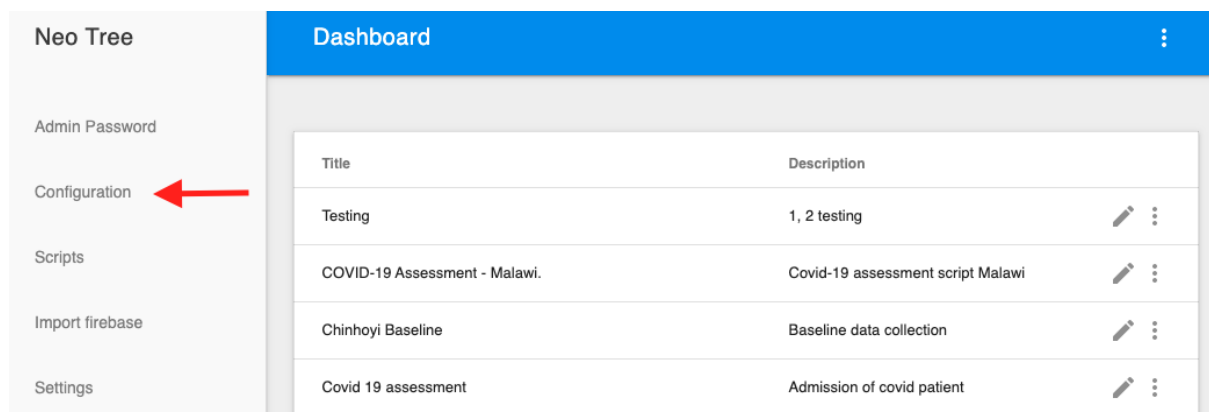 Neo Tree
Dashboard
Admin Password
Configuration
Scripts
Import firebase
Settings
Title Description
Testing 1, 2 testing
COVID-19 Assessment - Malawi. Covid-19 assessment script Malawi
Chinhoyi Baseline Baseline data collection
Covid 19 assessment Admission of covid patient